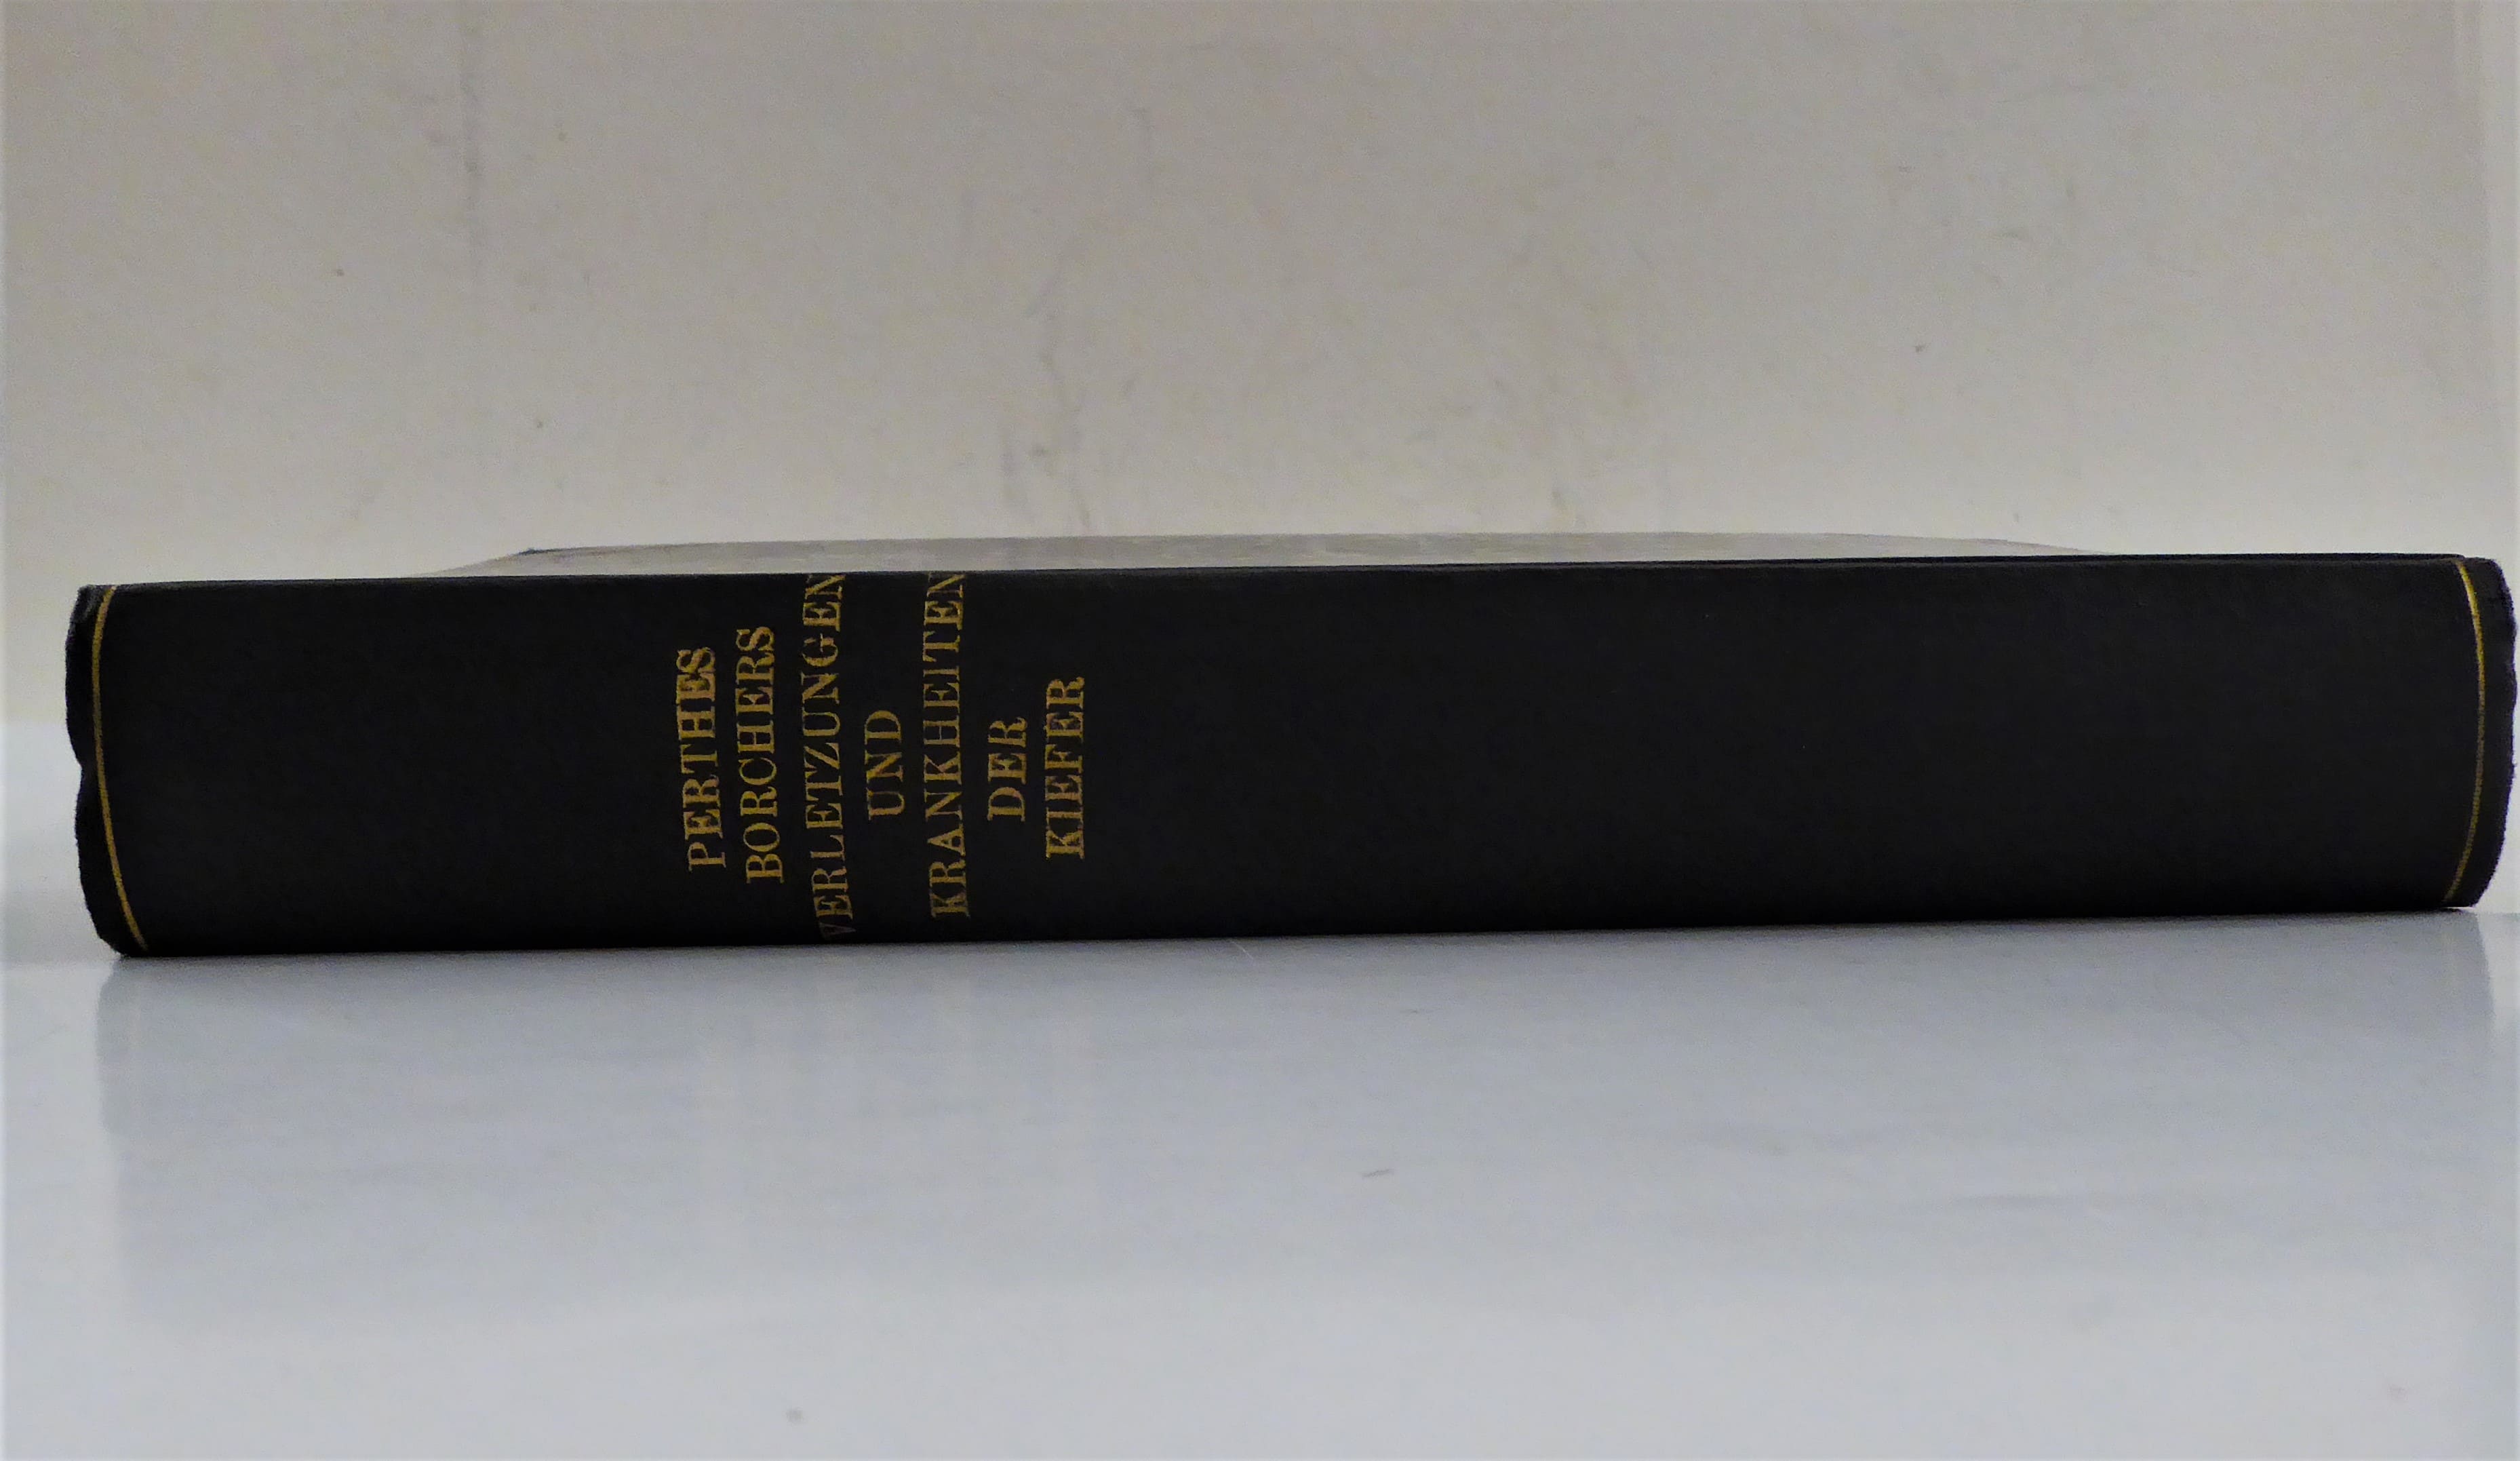 PERTHES
BORCHERS
VERLETZUNGEN
UND
KRANKHEITEN
DER
KIEFER